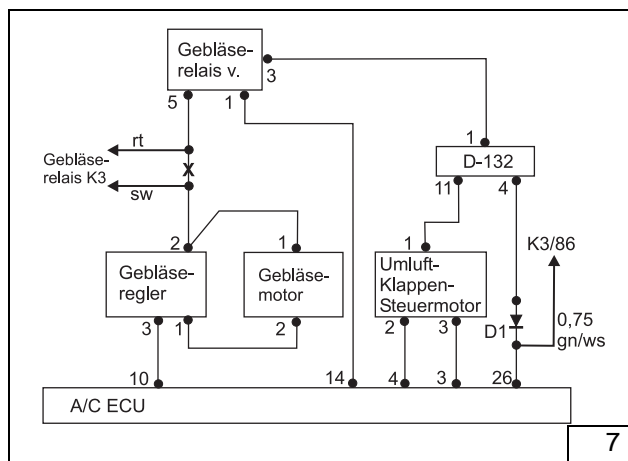 Gebläse-
relais v.
3
5
1
rt
X
Gebläse-
relais K3
sw
1
D-132
11
4
K3/86
2
1
1
Gebläse-
regler
Gebläse-
motor
Umluft-
Klappen-
Steuermotor
D1
0,75
gn/ws
3
1
2
2
3
10
14
4
3
26
A/C ECU
7